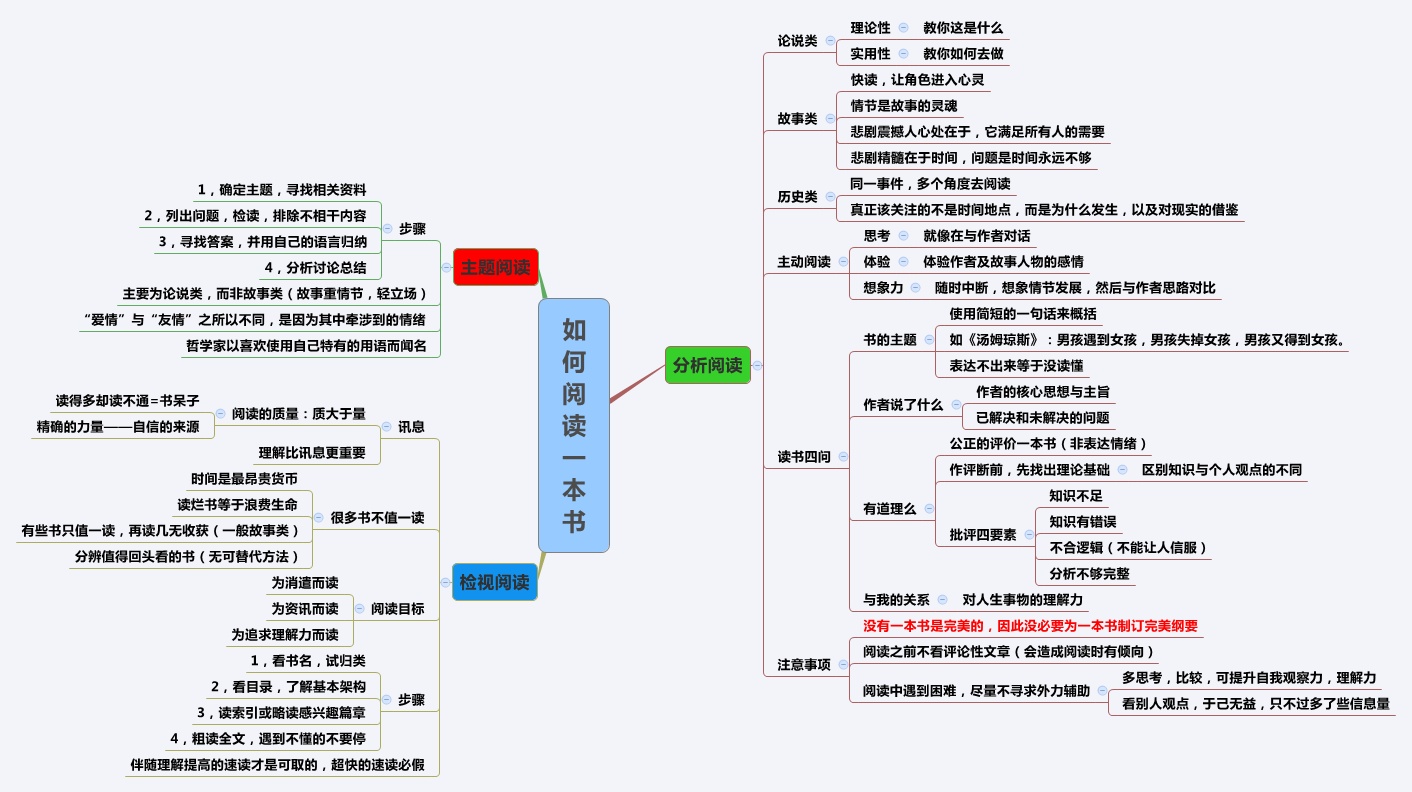 如何阅读一本书
分析阅读
论说类
理论性
教你这是什么
实用性
教你如何去做
故事类
快读，让角色进入心灵
情节是故事的灵魂
悲剧震撼人心处在于，它满足所有人的需要
悲剧精髓在于时间，问题是时间永远不够
历史类
同一事件，多个角度去阅读
真正该关注的不是时间地点，而是为什么发生，以及对现实的借鉴
主动阅读
思考
就像在与作者对话
体验
体验作者及故事人物的感情
想象力
随时中断，想象情节发展，然后与作者思路对比
读书四问
书的主题
使用简短的一句话来概括
如《汤姆琼斯》：男孩遇到女孩，男孩失掉女孩，男孩又得到女孩。
表达不出来等于没读懂
作者说了什么
作者的核心思想与主旨
已解决和未解决的问题
有道理么
公正的评价一本书（非表达情绪）
作评断前，先找出理论基础
区别知识与个人观点的不同
批评四要素
知识不足
知识有错误
不合逻辑（不能让人信服）
分析不够完整
与我的关系
对人生事物的理解力
注意事项
没有一本书是完美的，因此没必要为一本书制订完美纲要
阅读之前不看评论性文章（会造成阅读时有倾向）
阅读中遇到困难，尽量不寻求外力辅助
多思考，比较，可提升自我观察力，理解力
看别人观点，于己无益，只不过多了些信息量
主题阅读
步骤
1，确定主题，寻找相关资料
2，列出问题，检读，排除不相干内容
3，寻找答案，并用自己的语言归纳
4，分析讨论总结
主要为论说类，而非故事类（故事重情节，轻立场）
“爱情”与“友情”之所以不同，是因为其中牵涉到的情绪
哲学家以喜欢使用自己特有的用语而闻名
检视阅读
讯息
阅读的质量：质大于量
读得多却读不通=书呆子
精确的力量——自信的来源
理解比讯息更重要
很多书不值一读
时间是最昂贵货币
读烂书等于浪费生命
有些书只值一读，再读几无收获（一般故事类）
分辨值得回头看的书（无可替代方法）
阅读目标
为消遣而读
为资讯而读
为追求理解力而读
步骤
1，看书名，试归类
2，看目录，了解基本架构
3，读索引或略读感兴趣篇章
4，粗读全文，遇到不懂的不要停
伴随理解提高的速读才是可取的，超快的速读必假